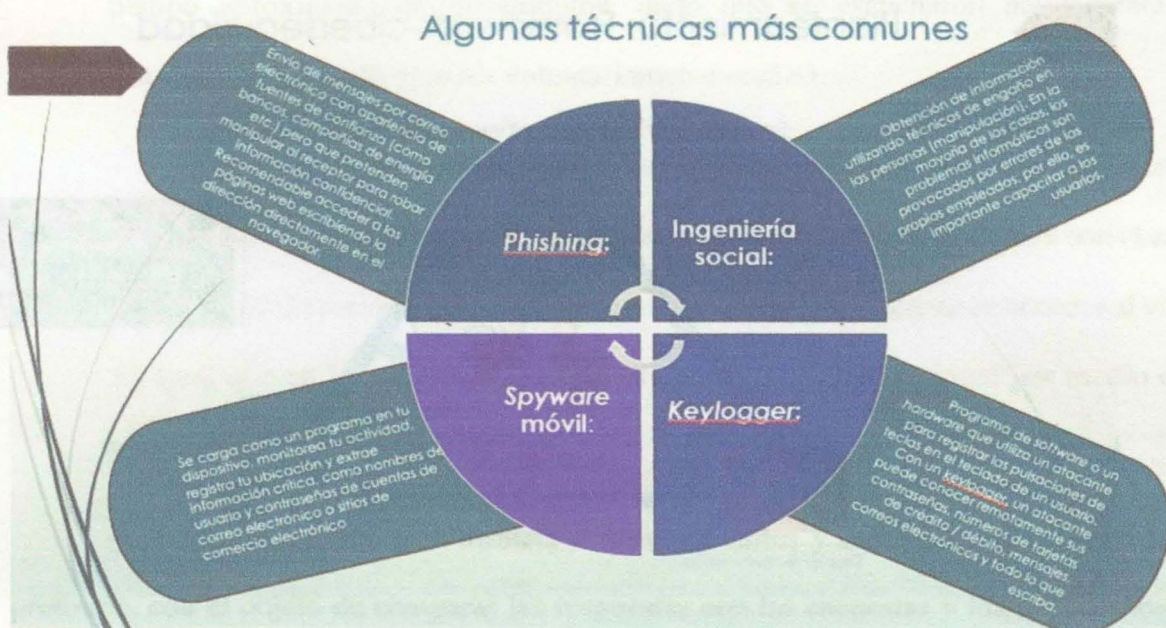 Algunas técnicas más comunes
Envío de mensajes por correo
electrónico con apariencia de
fuentes de confianza (como
bancos, compañías de energía
etc.) pero que pretenden
manipular al receptor para robar
información confidencial.
Recomendable acceder a las
páginas web escribiendo la
dirección directamente en el
navegador
Phishing:
Ingeniería
social:
Obtención de información
utilizando técnicas de engaño en
las personas (manipulación). En la
mayoría de los casos, los
problemas informáticos son
provocados por errores de los
propios empleados, por ello, es
importante capacitar a los
usuarios.
Spyware
móvil:
Se carga como un programa en tu
dispositivo, monitorea tu actividad,
registra tu ubicación y extrae
información crítica, como nombres de
usuario y contraseñas de cuentas de
correo electrónico o sitios de
comercio electrónico
Keylogger:
Programa de software o un
hardware que utiliza un atacante
para registrar las pulsaciones de
teclas en el teclado de un usuario.
Con un keylogger, un atacante
puede conocer remotamente sus
contraseñas, números de tarjetas
de crédito / débito, mensajes,
correos electrónicos y todo lo que
escriba.